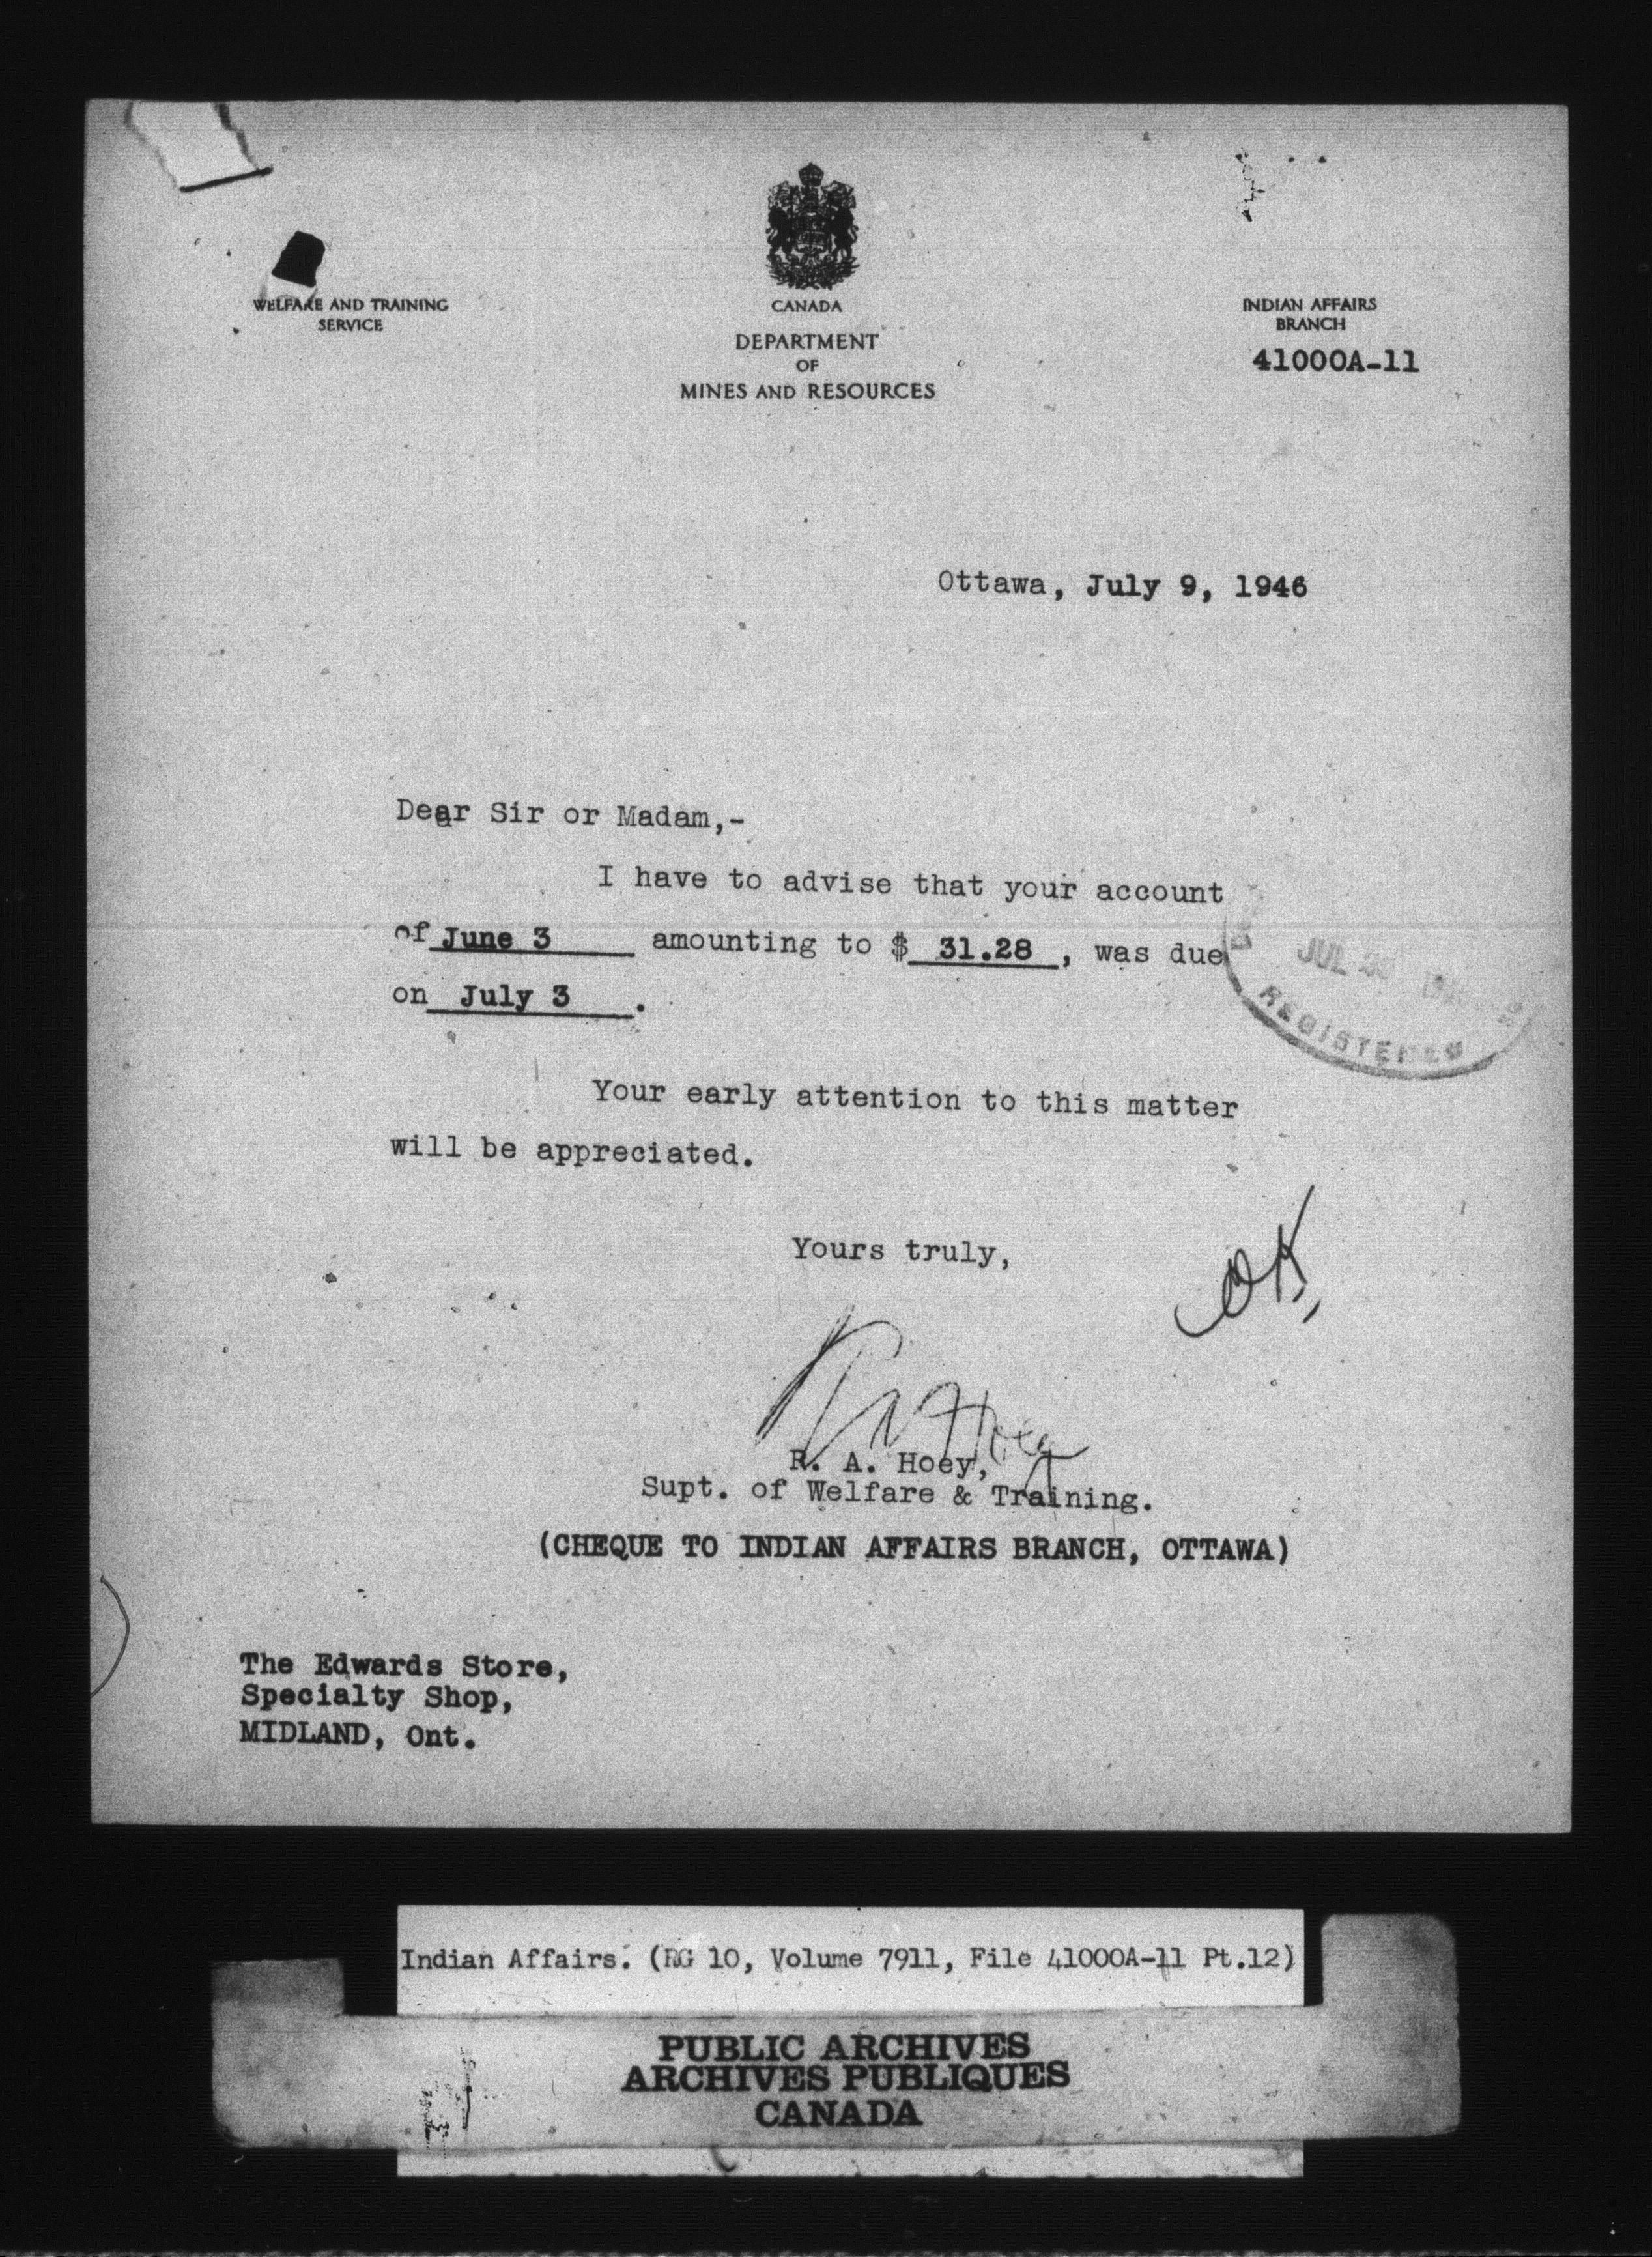 WELFARE AND TRAINING
SERVICE
CANADA
DEPARTMENT
OF
MINES AND RESOURCES
INDIAN AFFAIRS
BRANCH
41000A-11
Ottawa, July 9, 1946
Dear Sir or Madam,-
I have to advise that your account
of June 3 amounting to $ 31.28, was due
on July 3.
JUL
REGISTERED
Your early attention to this matter
will be appreciated.
Yours truly,
OK
R A Hoey
R. A. Hoey,
Supt. of Welfare & Training.
(CHEQUE TO INDIAN AFFAIRS BRANCH, OTTAWA)
The Edwards Store,
Specialty Shop,
MIDLAND, Ont.
Indian Affairs. (RG 10, Volume 7911, File 41000A-11 Pt.12)
PUBLIC ARCHIVES
ARCHIVES PUBLIQUES
CANADA